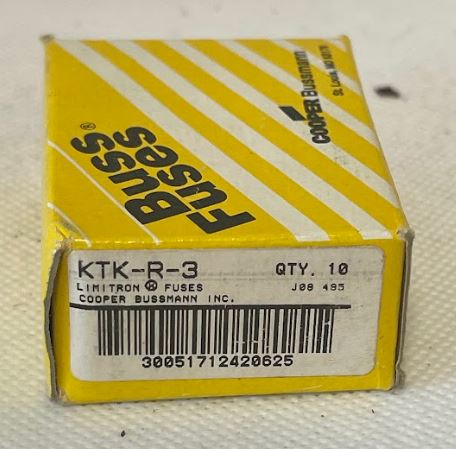 Buss®
Fuses
COOPER Bussmann
St. Louis, MO 63178
KTK-R-3 QTY. 10
LIMITRON ® FUSES J08 495
COOPER BUSSMANN INC.
30051712420625